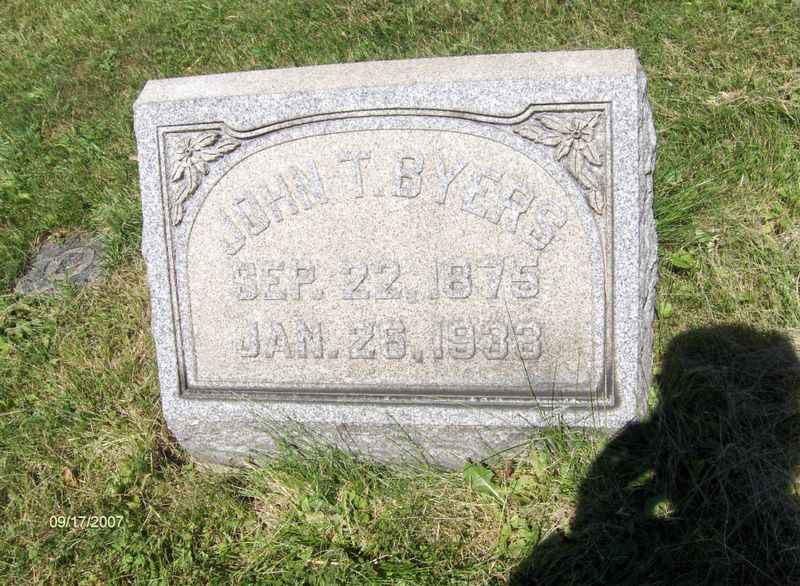 JOHN T. BYERS
SEP. 22, 1875
JAN. 26, 1933
09/17/2007